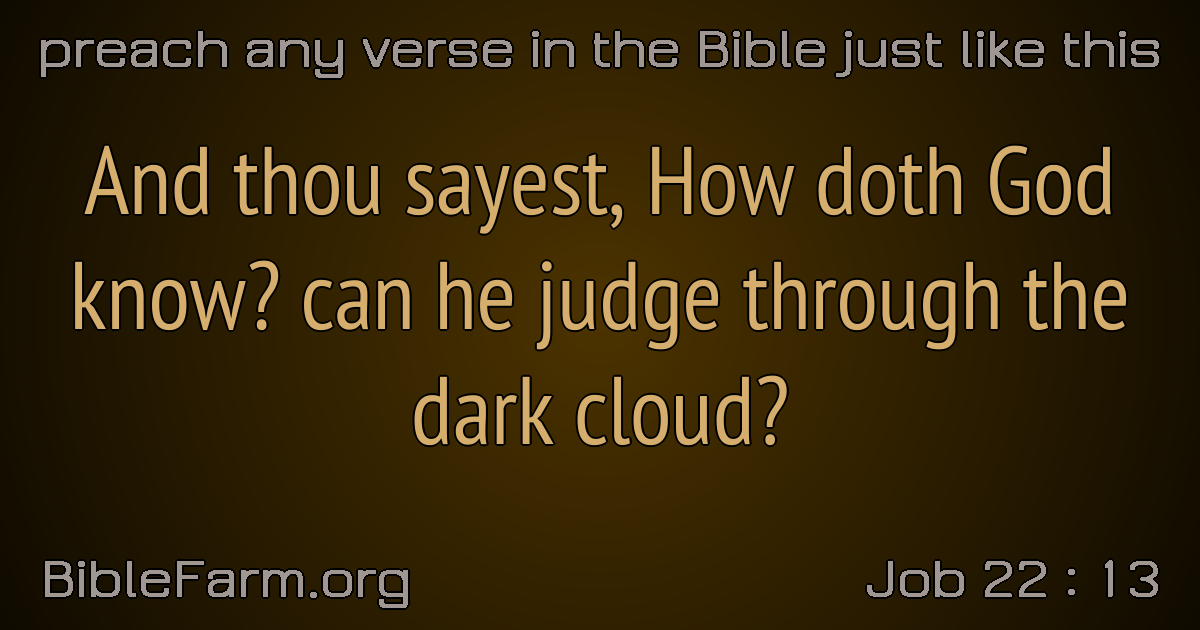 preach any verse in the Bible just like this
And thou sayest, How doth God
know? can he judge through the
dark cloud?
BibleFarm.org
Job 22 : 13